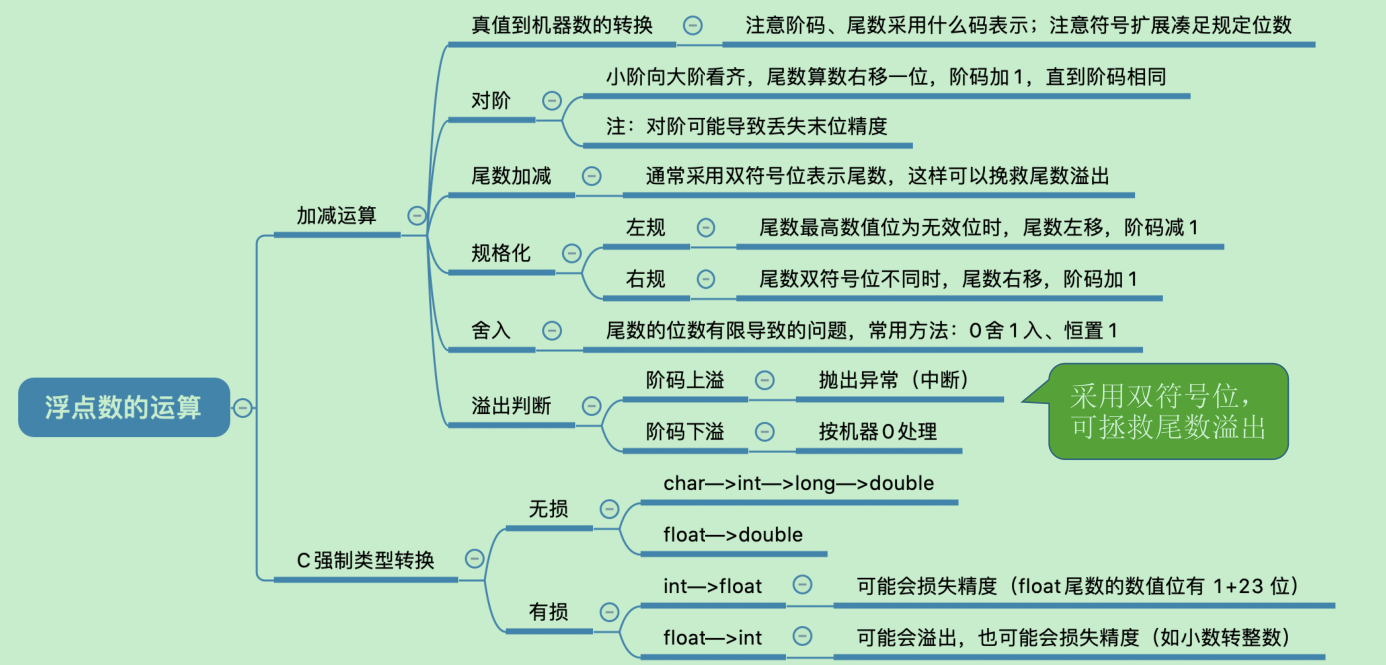 浮点数的运算
加减运算
真值到机器数的转换
注意阶码、尾数采用什么码表示；注意符号扩展凑足规定位数
对阶
小阶向大阶看齐，尾数算数右移一位，阶码加1，直到阶码相同
注：对阶可能导致丢失末位精度
尾数加减
通常采用双符号位表示尾数，这样可以挽救尾数溢出
规格化
左规
尾数最高数值位为无效位时，尾数左移，阶码减1
右规
尾数双符号位不同时，尾数右移，阶码加1
舍入
尾数的位数有限导致的问题，常用方法：0舍1入、恒置1
溢出判断
阶码上溢
抛出异常（中断）
阶码下溢
按机器0处理
采用双符号位，
可拯救尾数溢出
C强制类型转换
无损
char—>int—>long—>double
float—>double
有损
int—>float
可能会损失精度（float尾数的数值位有 1+23 位）
float—>int
可能会溢出，也可能会损失精度（如小数转整数）